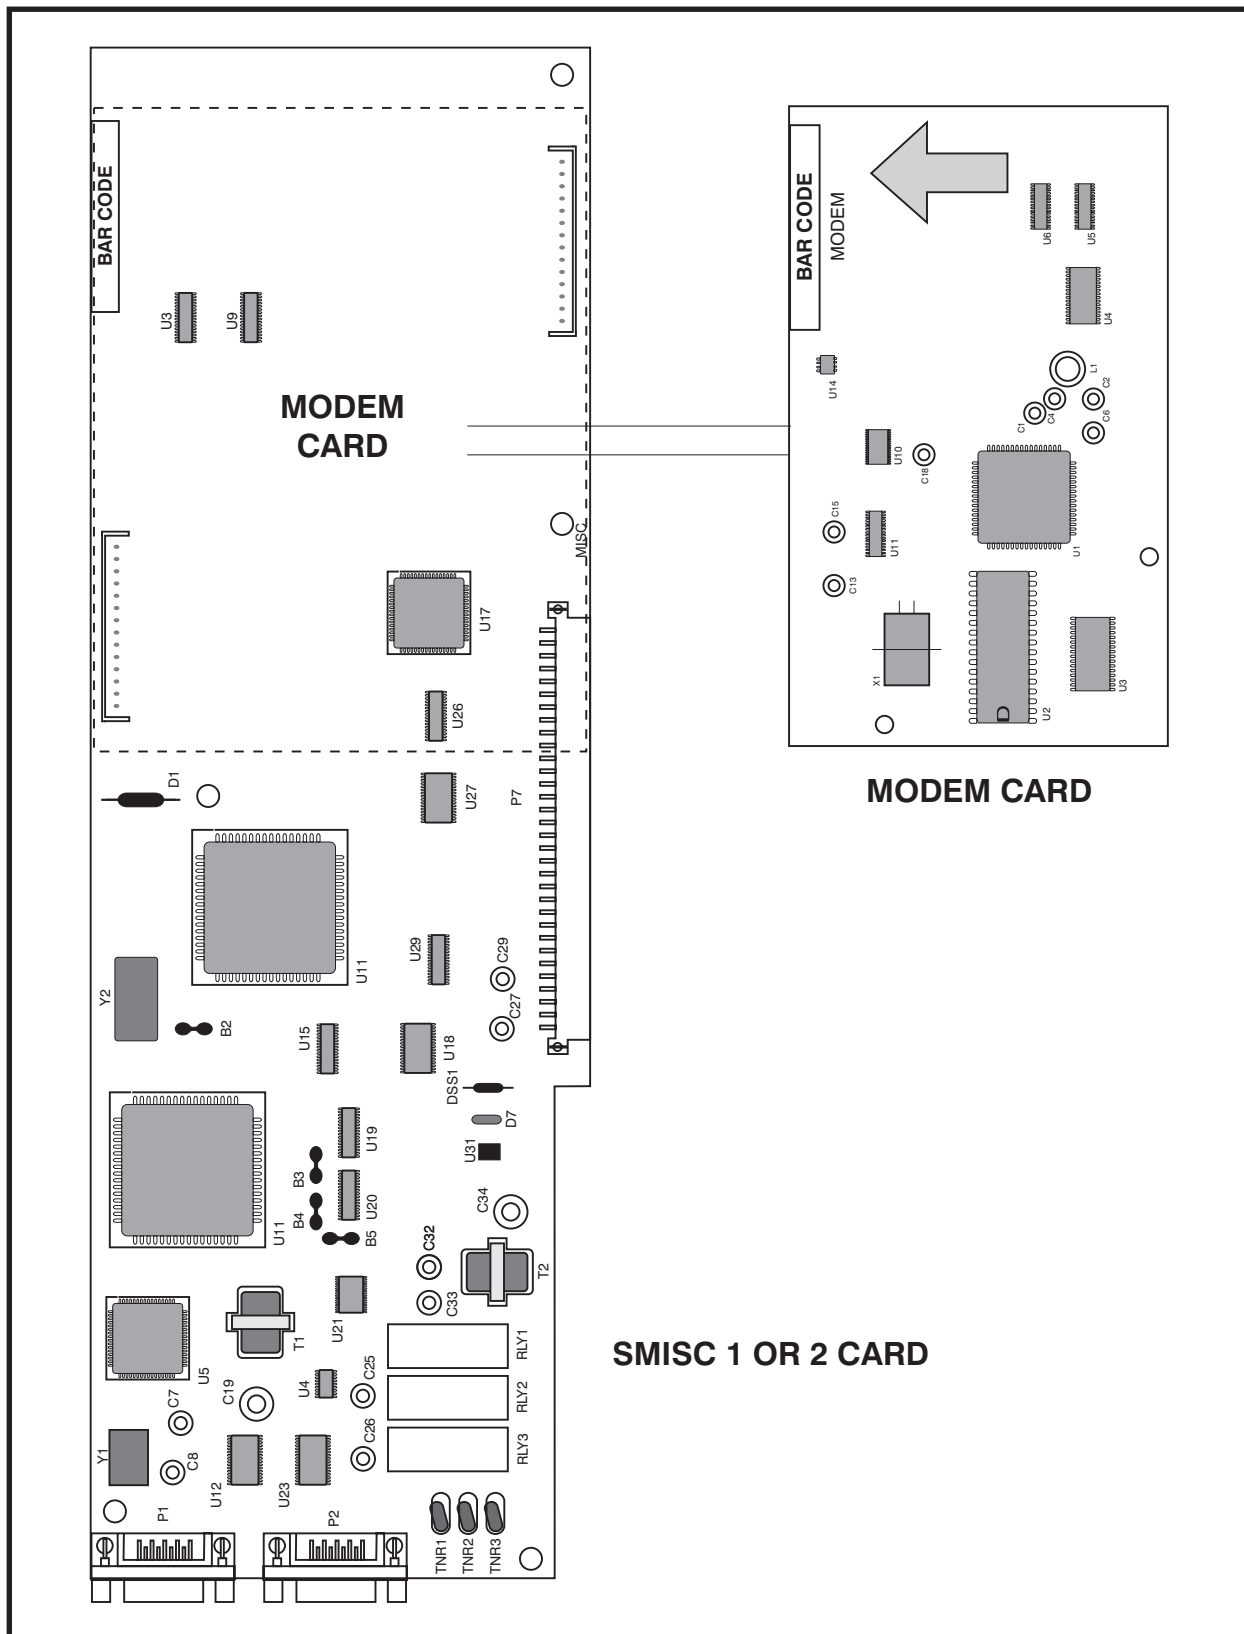 BAR CODE
U3
U9
MODEM
CARD
MISC
U17
U26
D1
U27
P7
U11
U29
C29
C27
Y2
B2
U15
U18
DSS1
D7
U31
U19
B3
B4
U20
B5
C34
U11
C32
T2
C33
U21
T1
U5
RLY1
RLY2
RLY3
C25
U4
C19
C7
C26
Y1
C8
U12
U23
P1
P2
TNR1
TNR2
TNR3
SMISC 1 OR 2 CARD
BAR CODE
MODEM
U6
U5
U4
U14
L1
C2
C4
C1
C6
U10
C18
C15
U11
U1
C13
X1
D
U2
U3
MODEM CARD